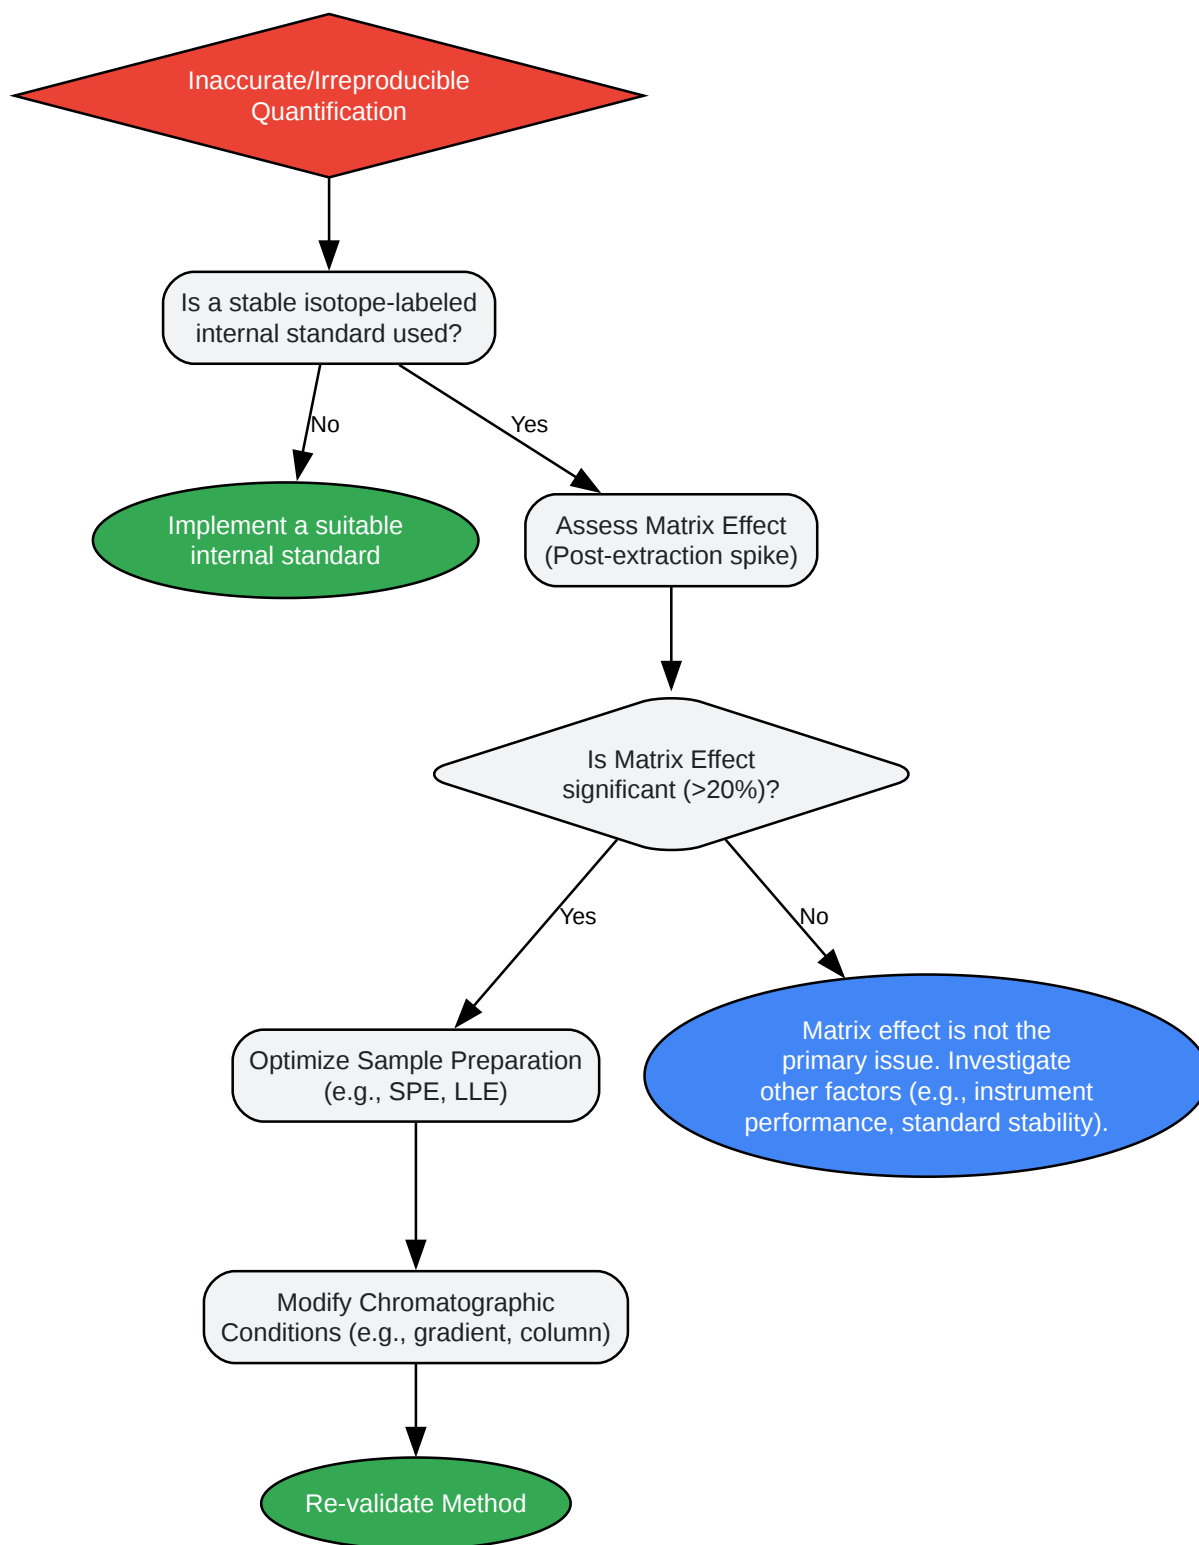 Inaccurate/Irreproducible
Quantification
Is a stable isotope-labeled
internal standard used?
No
Yes
Implement a suitable
internal standard
Assess Matrix Effect
(Post-extraction spike)
Is Matrix Effect
significant (>20%)?
Yes
No
Optimize Sample Preparation
(e.g., SPE, LLE)
Matrix effect is not the
primary issue. Investigate
other factors (e.g., instrument
performance, standard stability).
Modify Chromatographic
Conditions (e.g., gradient, column)
Re-validate Method